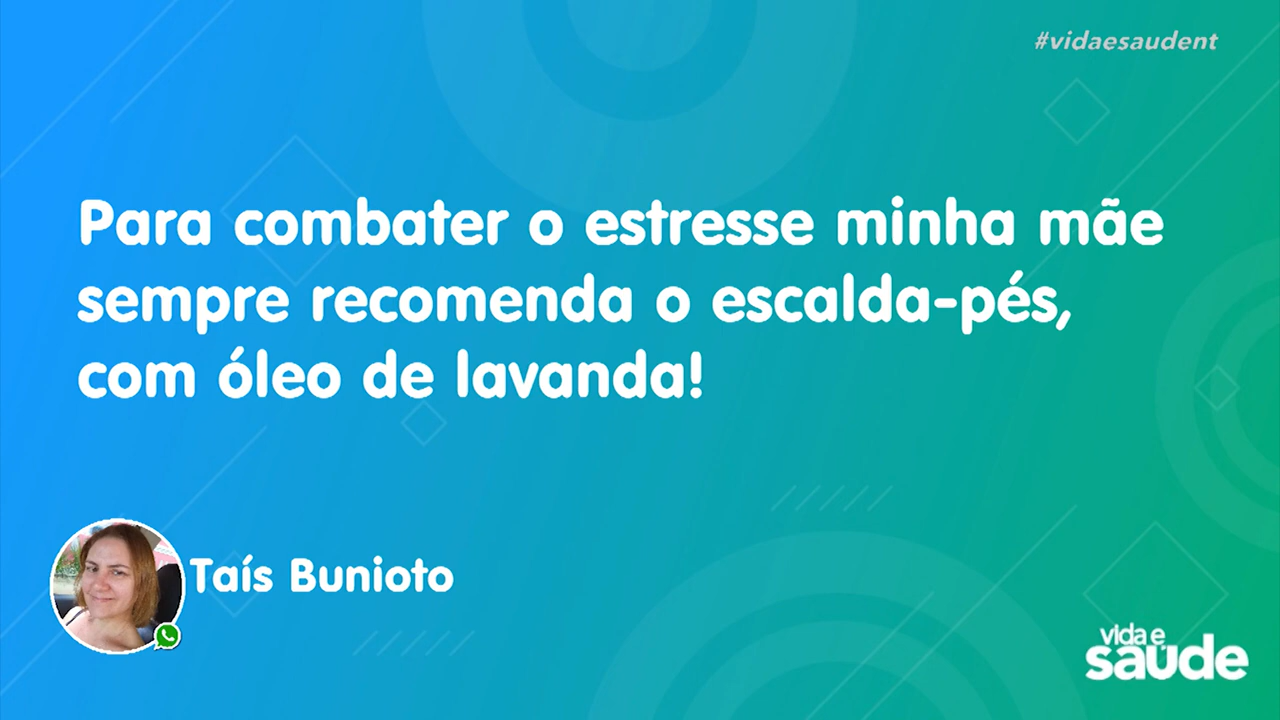 #vidaesaudent
Para combater o estresse minha mãe
sempre recomenda o escalda-pés,
com óleo de lavanda!
Taís Bunioto
vida e
saúde